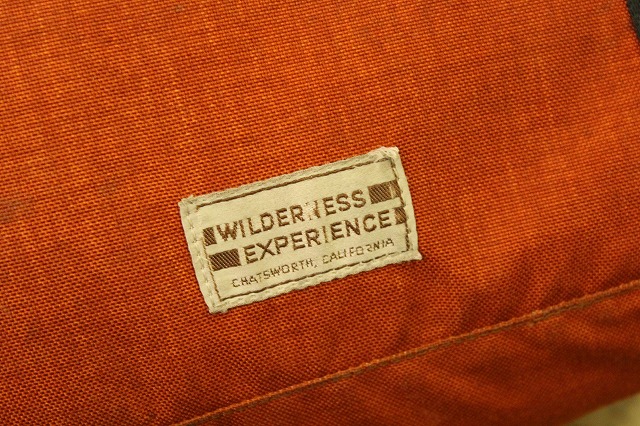 WILDERNESS
EXPERIENCE
CHATSWORTH, CALIFORNIA